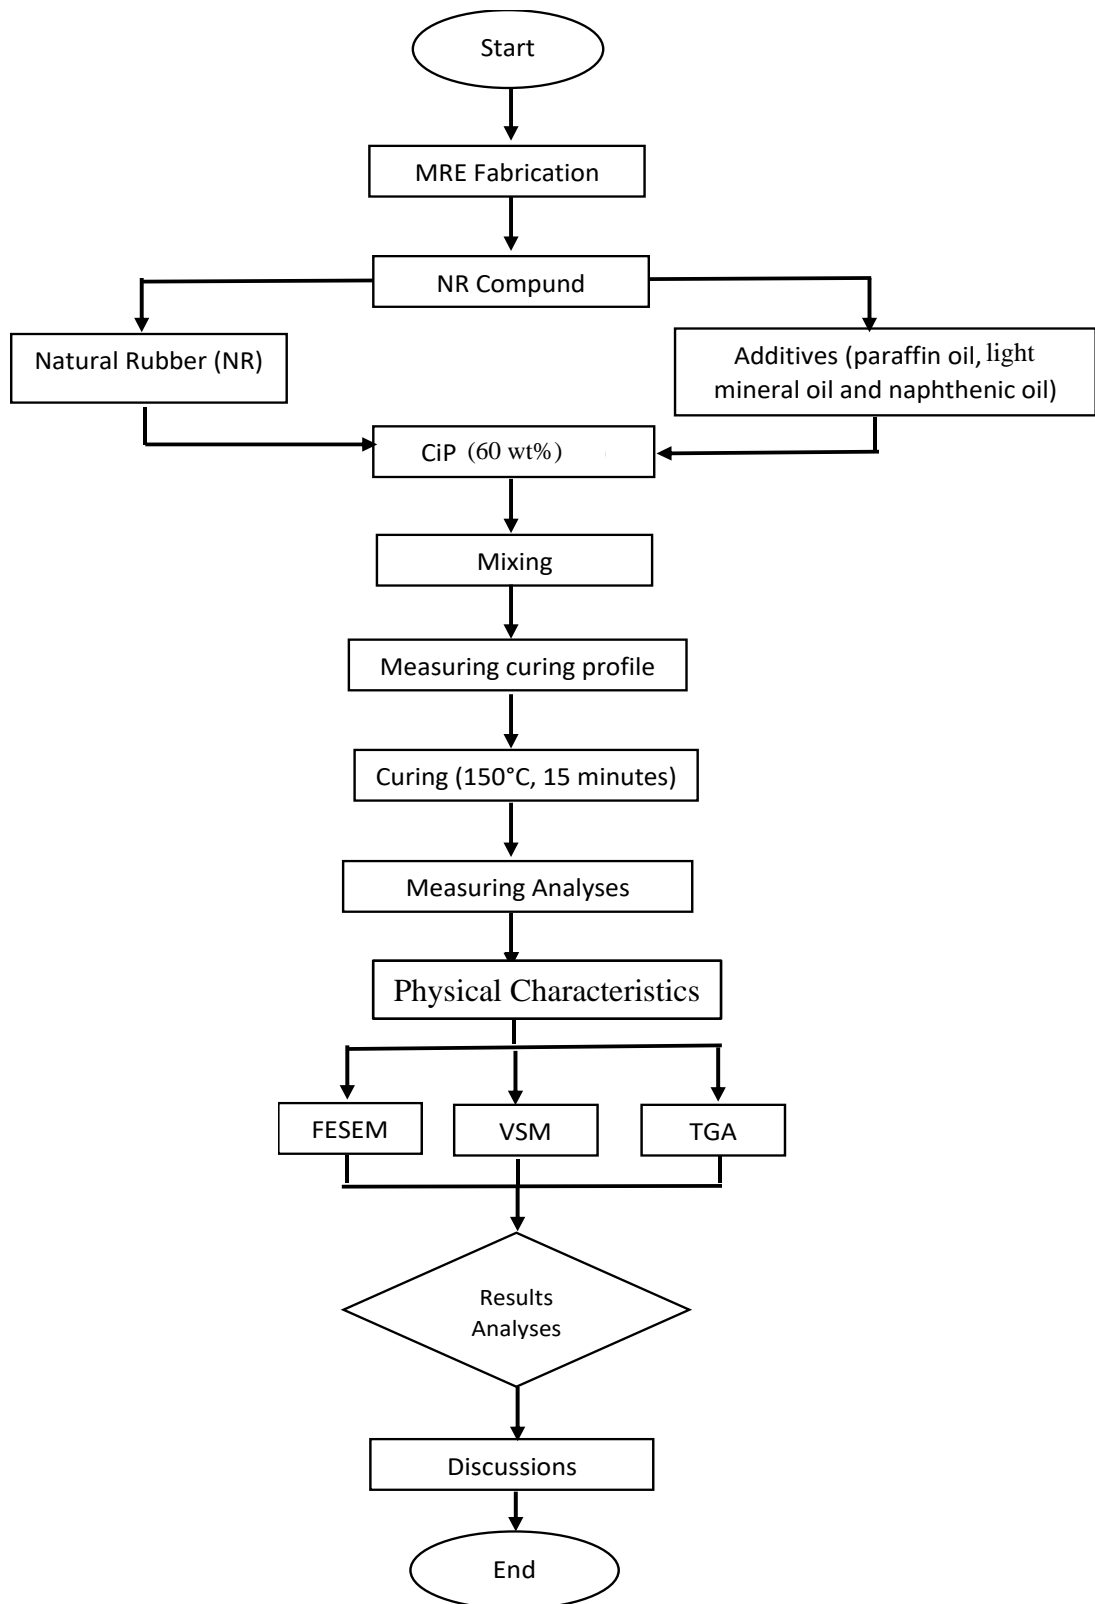 Start
MRE Fabrication
NR Compund
Natural Rubber (NR)
Additives (paraffin oil, light
mineral oil and naphthenic oil)
CiP (60 wt%)
Mixing
Measuring curing profile
Curing (150°C, 15 minutes)
Measuring Analyses
Physical Characteristics
FESEM
VSM
TGA
Results
Analyses
Discussions
End